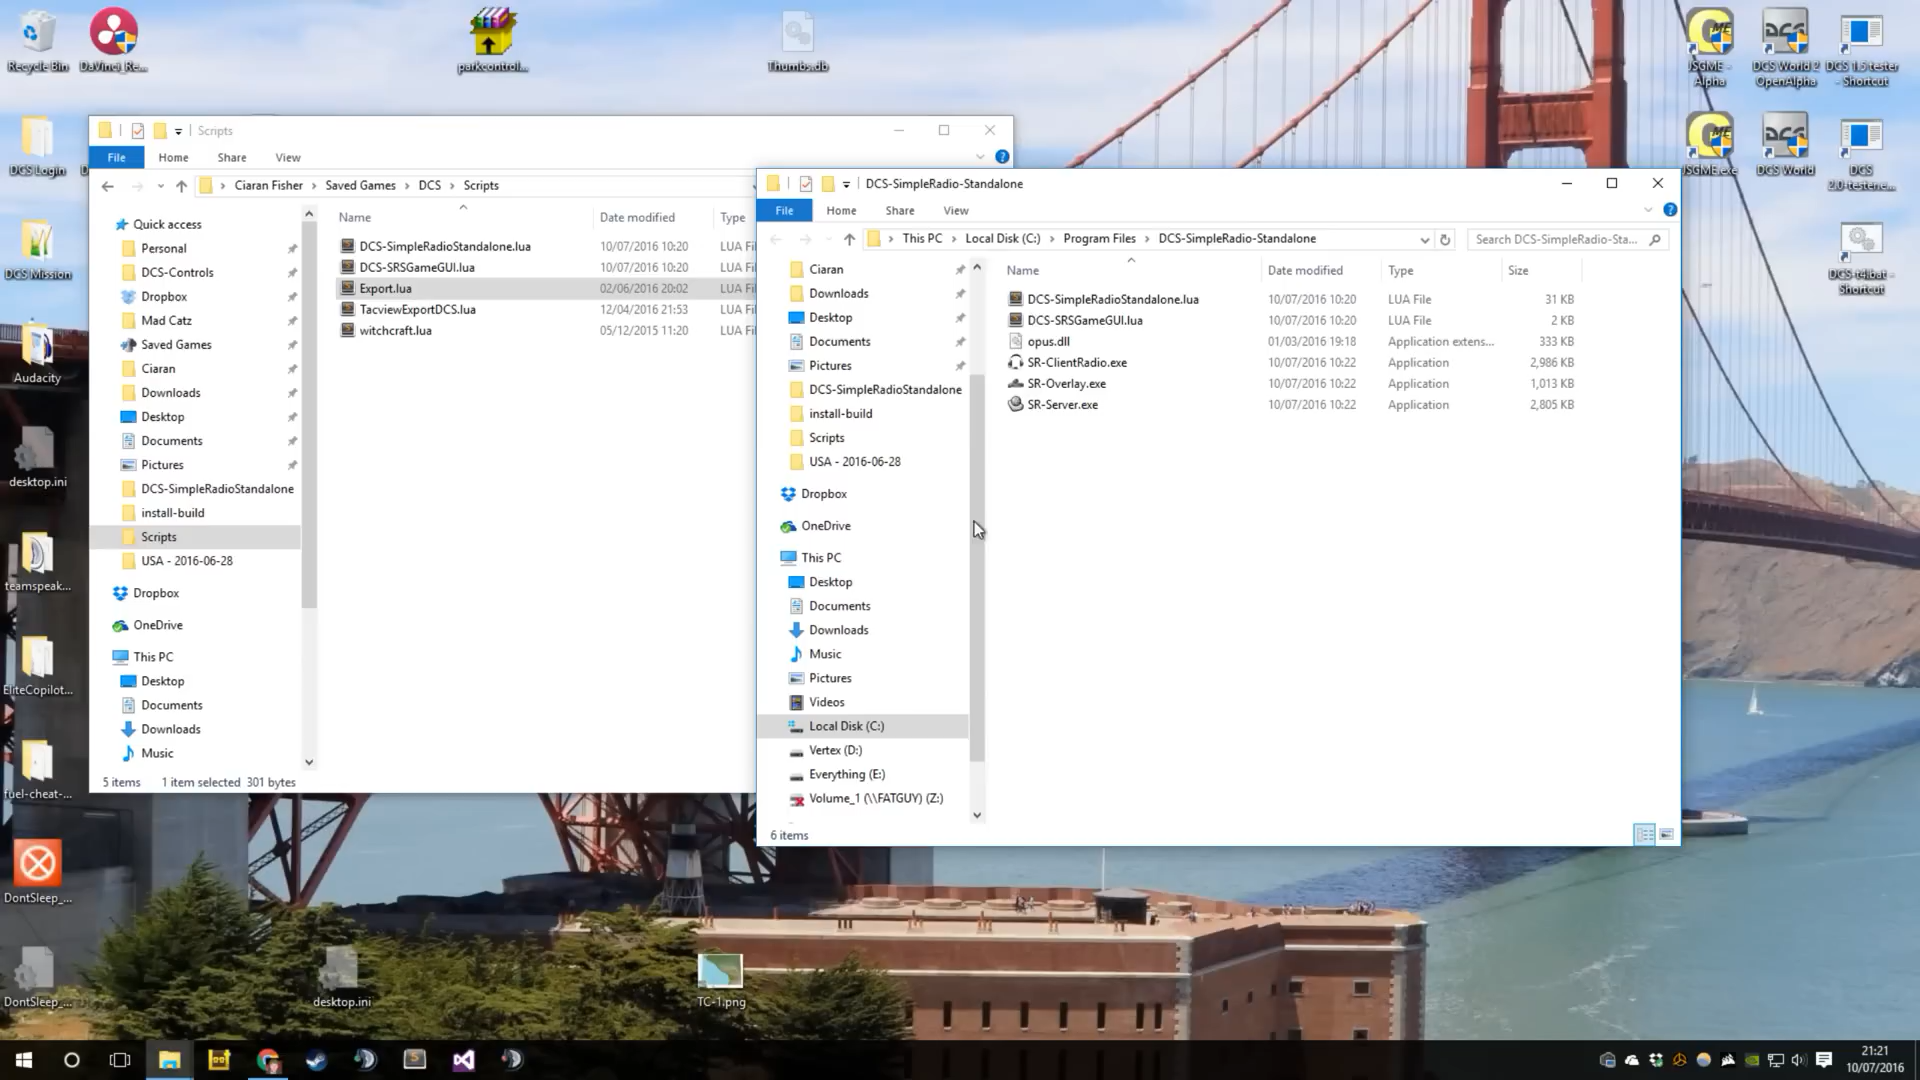 Recycle Bin
DaVinci_Re...
parkcontrol...
Thumbs.db
JSGME - Alpha
DCS World 2 OpenAlpha
DCS 1.5 tester - Shortcut
DCS Login
DCS Mission
Audacity
desktop.ini
teamspeak...
EliteCopilot...
fuel-cheat-...
DontSleep_...
DontSleep_...
desktop.ini
TC-1.png
JSGME.exe
DCS World
DCS
Shortcut
Scripts
File
Home
Share
View
Ciaran Fisher
Saved Games
DCS
Scripts
Quick access
Personal
DCS-Controls
Dropbox
Mad Catz
Saved Games
Ciaran
Downloads
Desktop
Documents
Pictures
DCS-SimpleRadioStandalone
install-build
Scripts
USA - 2016-06-28
Dropbox
OneDrive
This PC
Desktop
Documents
Downloads
Music
Name Date modified Type
DCS-SimpleRadioStandalone.lua 10/07/2016 10:20 LUA Fi
DCS-SRSGameGUI.lua 10/07/2016 10:20 LUA Fi
Export.lua 02/06/2016 20:02 LUA Fi
TacviewExportDCS.lua 12/04/2016 21:53 LUA Fi
witchcraft.lua 05/12/2015 11:20 LUA Fi
5 items 1 item selected 301 bytes
DCS-SimpleRadio-Standalone
File
Home
Share
View
This PC
Local Disk (C:)
Program Files
DCS-SimpleRadio-Standalone
Search DCS-SimpleRadio-Sta...
Ciaran
Downloads
Desktop
Documents
Pictures
DCS-SimpleRadioStandalone
install-build
Scripts
USA - 2016-06-28
Dropbox
OneDrive
This PC
Desktop
Documents
Downloads
Music
Pictures
Videos
Local Disk (C:)
Vertex (D:)
Everything (E:)
Volume_1 (\\FATGUY) (Z:)
Name Date modified Type Size
DCS-SimpleRadioStandalone.lua 10/07/2016 10:20 LUA File 31 KB
DCS-SRSGameGUI.lua 10/07/2016 10:20 LUA File 2 KB
opus.dll 01/03/2016 19:18 Application extens... 333 KB
SR-ClientRadio.exe 10/07/2016 10:22 Application 2,986 KB
SR-Overlay.exe 10/07/2016 10:22 Application 1,013 KB
SR-Server.exe 10/07/2016 10:22 Application 2,805 KB
6 items
21:21
10/07/2016